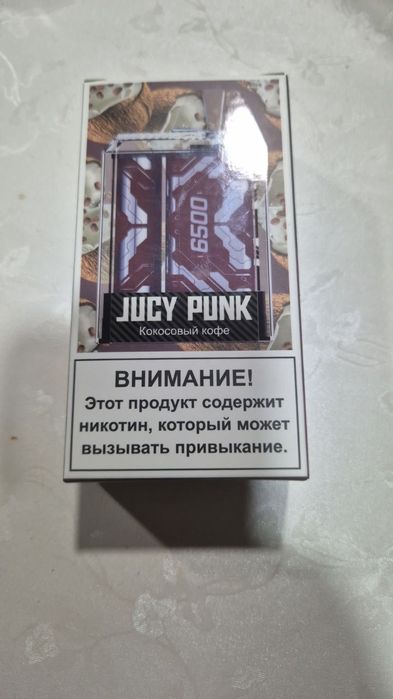 6500
JUCY PUNK
Кокосовый кофе
ВНИМАНИЕ!
Этот продукт содержит
никотин, который может
вызывать привыкание.